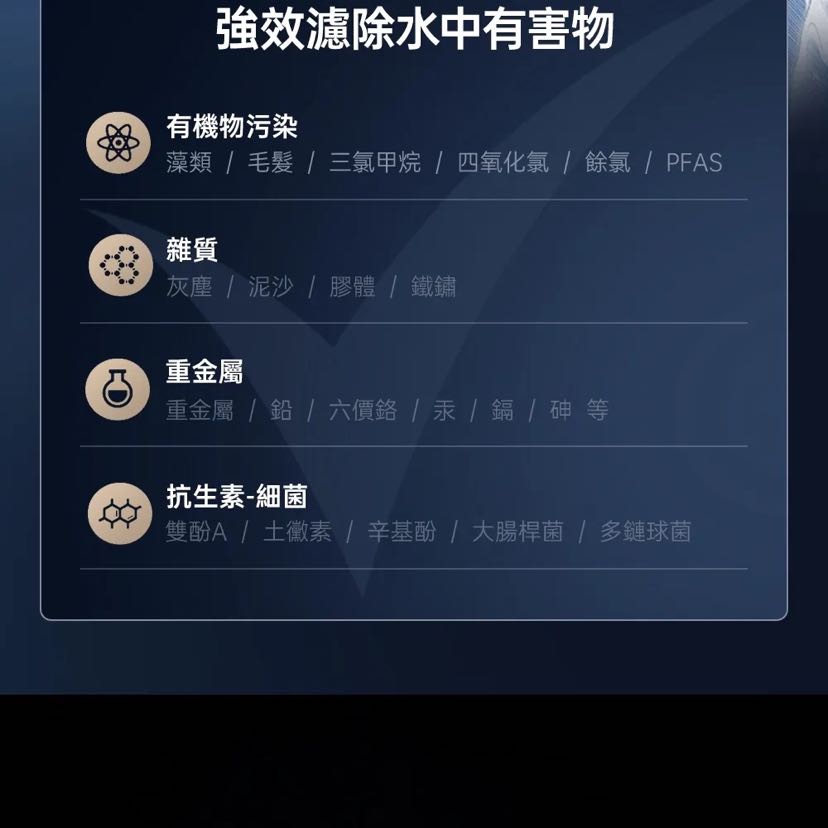 強效濾除水中有害物
有機物污染
藻類 / 毛髮 / 三氯甲烷 / 四氧化氯 / 餘氯 / PFAS
雜質
灰塵 / 泥沙 / 膠體 / 鐵鏽
重金屬
重金屬 / 鉛 / 六價鉻 / 汞 / 鎘 / 砷 等
抗生素-細菌
雙酚A / 土黴素 / 辛基酚 / 大腸桿菌 / 多鏈球菌